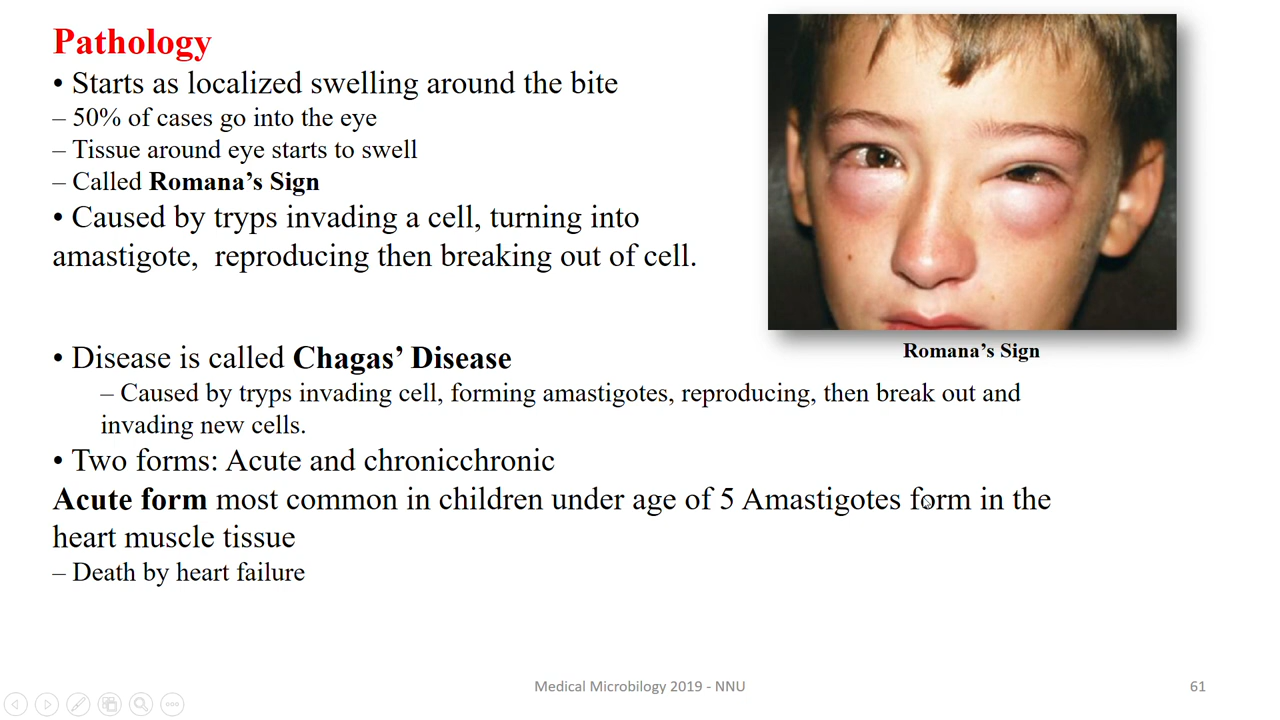 Pathology
• Starts as localized swelling around the bite
– 50% of cases go into the eye
– Tissue around eye starts to swell
– Called Romana’s Sign
• Caused by tryps invading a cell, turning into
amastigote,  reproducing then breaking out of cell.
Romana’s Sign
• Disease is called Chagas’ Disease
– Caused by tryps invading cell, forming amastigotes, reproducing, then break out and
invading new cells.
• Two forms: Acute and chronicchronic
Acute form most common in children under age of 5 Amastigotes form in the
heart muscle tissue
– Death by heart failure
Medical Microbilogy 2019 - NNU
61